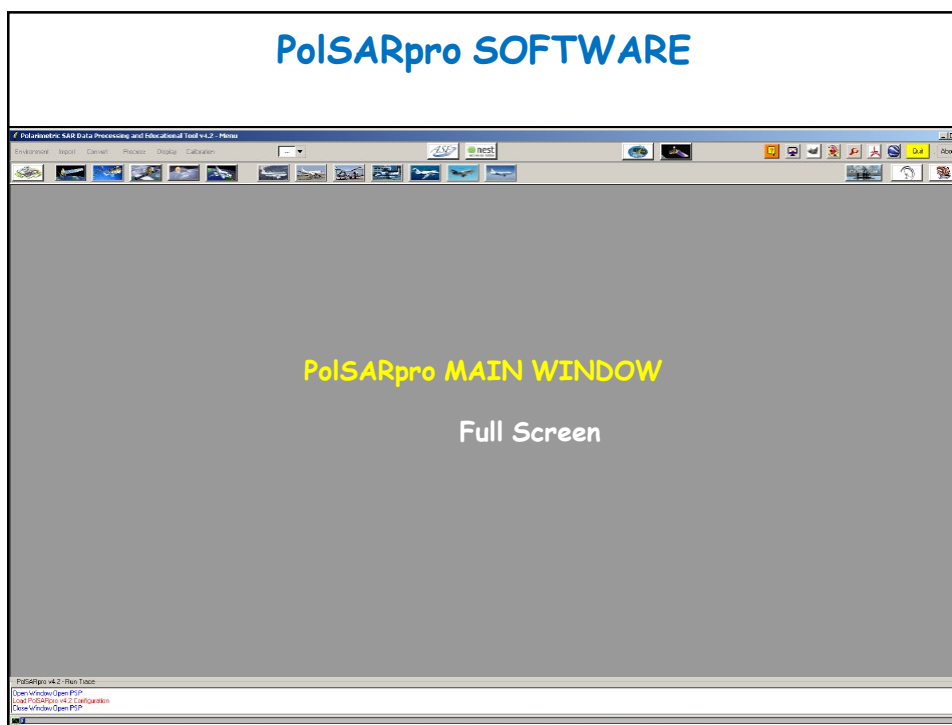 PolSARpro SOFTWARE
Polarimetric SAR Data Processing and Educational Tool v4.2 - Menu
Environment Import Convert Process Display Calibration
--- ASF nest
Quit
PolSARpro MAIN WINDOW
Full Screen
PolSARpro v4.2 - Run Trace
Open Window Open PSP
Load PolSARpro v4.2 Configuration
Close Window Open PSP